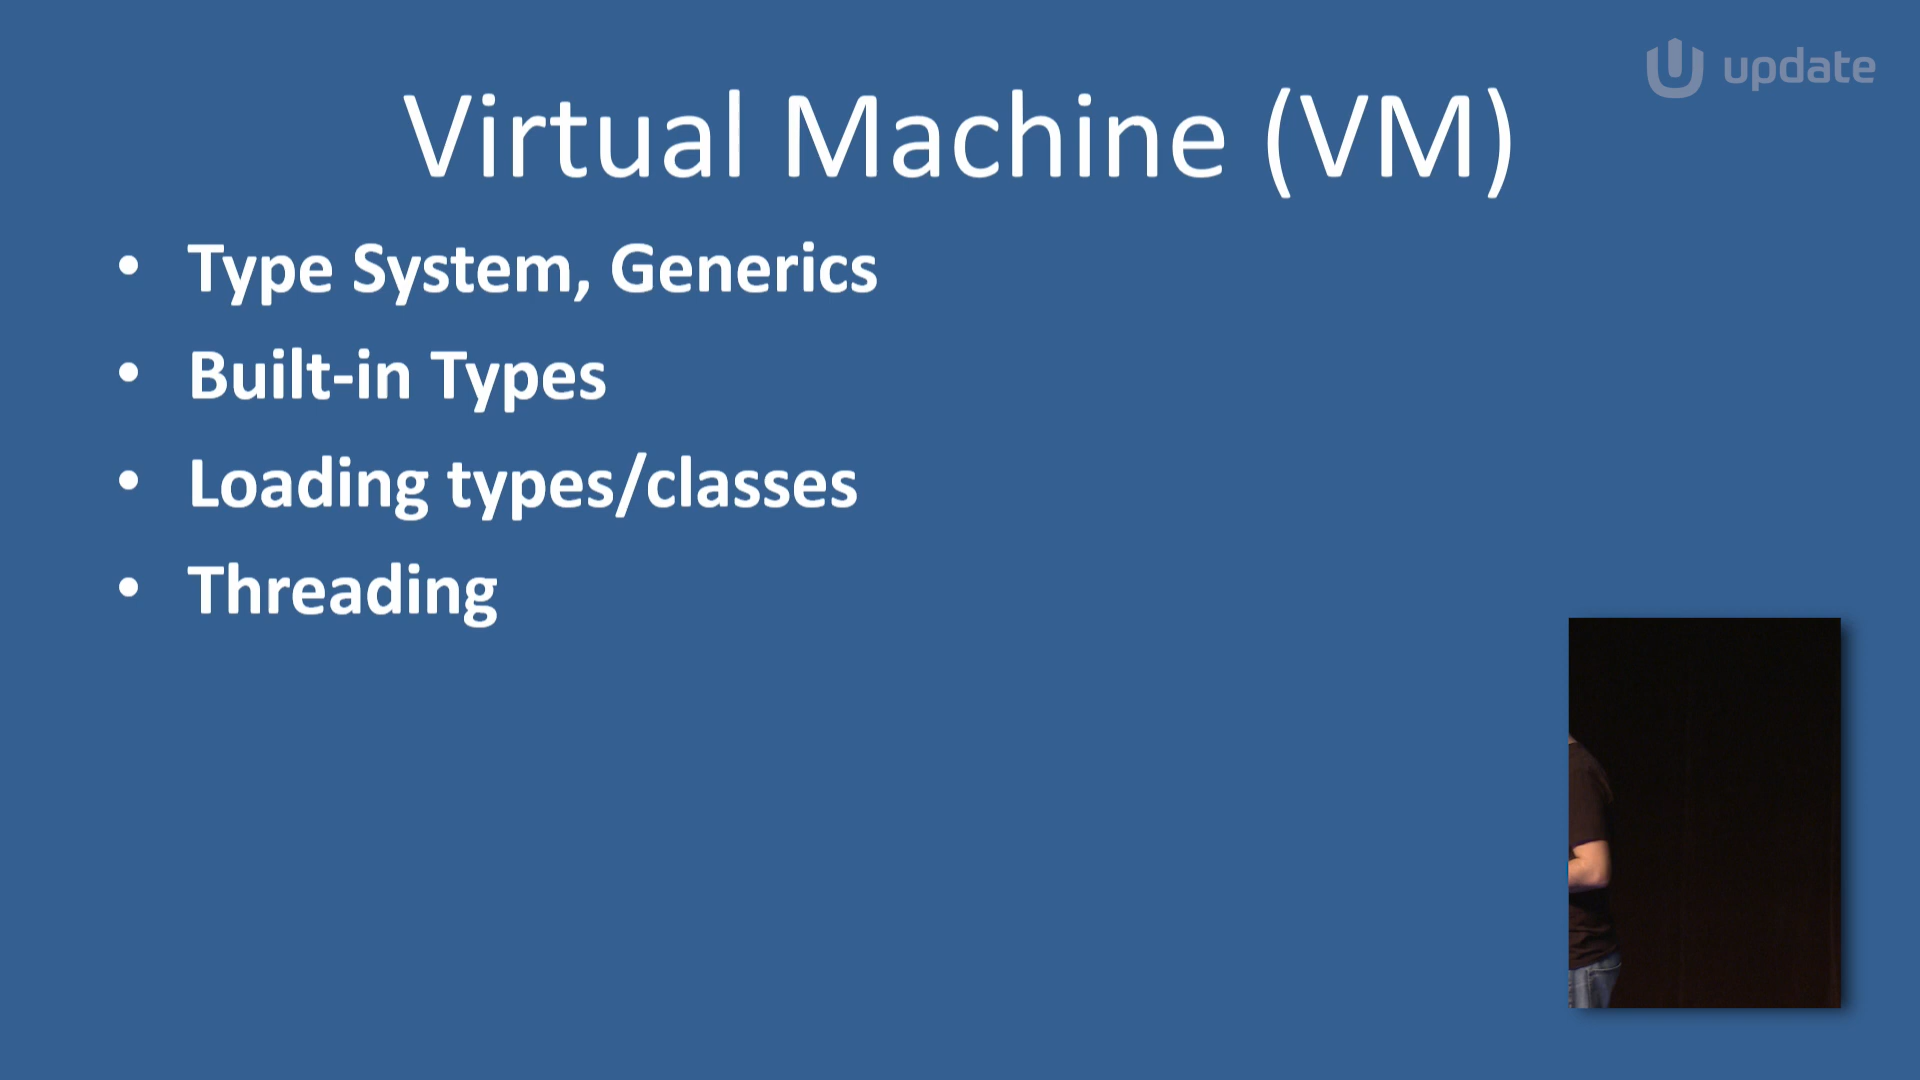 update
Virtual Machine (VM)
• Type System, Generics
• Built-in Types
• Loading types/classes
• Threading